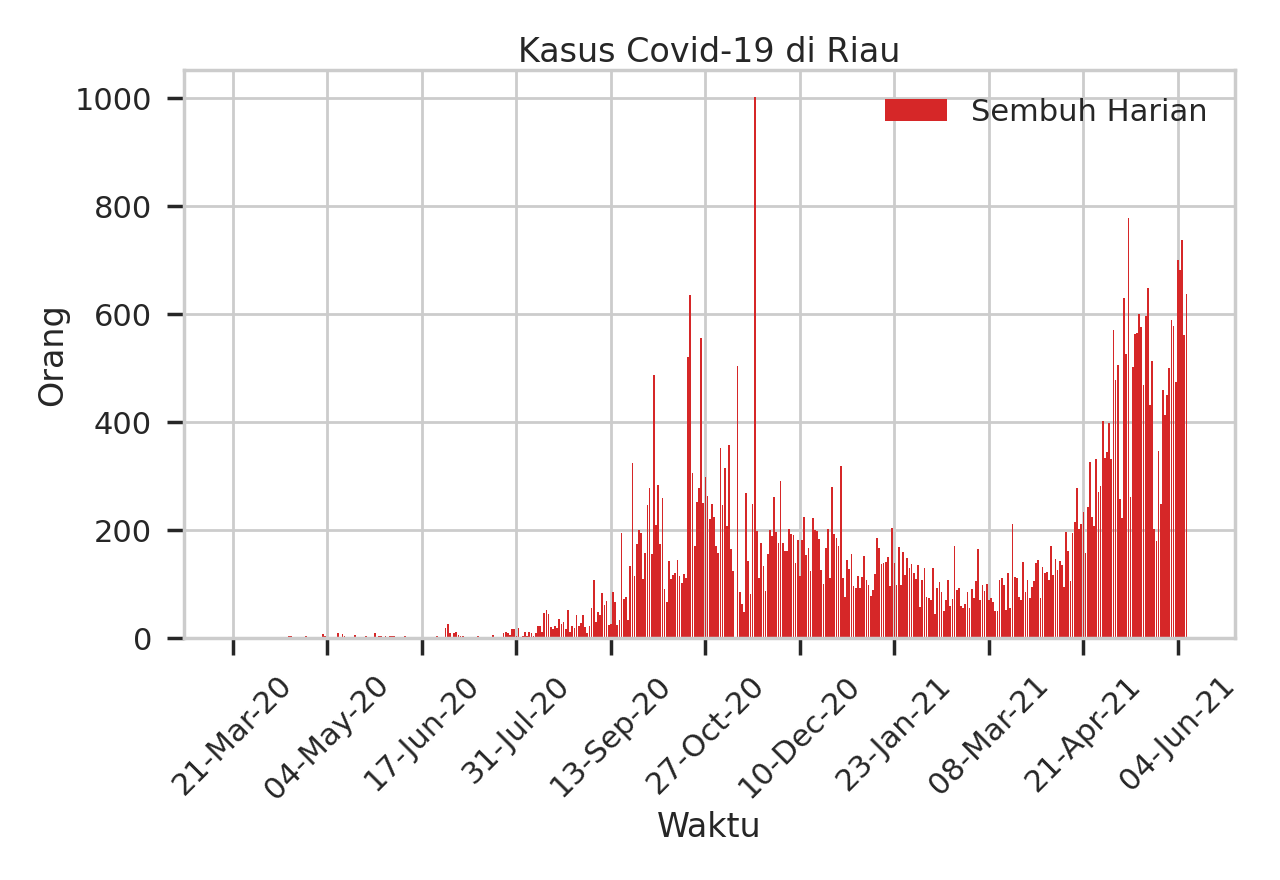 Kasus Covid-19 di Riau
Sembuh Harian
Orang
1000
800
600
400
200
0
21-Mar-20
04-May-20
17-Jun-20
31-Jul-20
13-Sep-20
27-Oct-20
10-Dec-20
23-Jan-21
08-Mar-21
21-Apr-21
04-Jun-21
Waktu